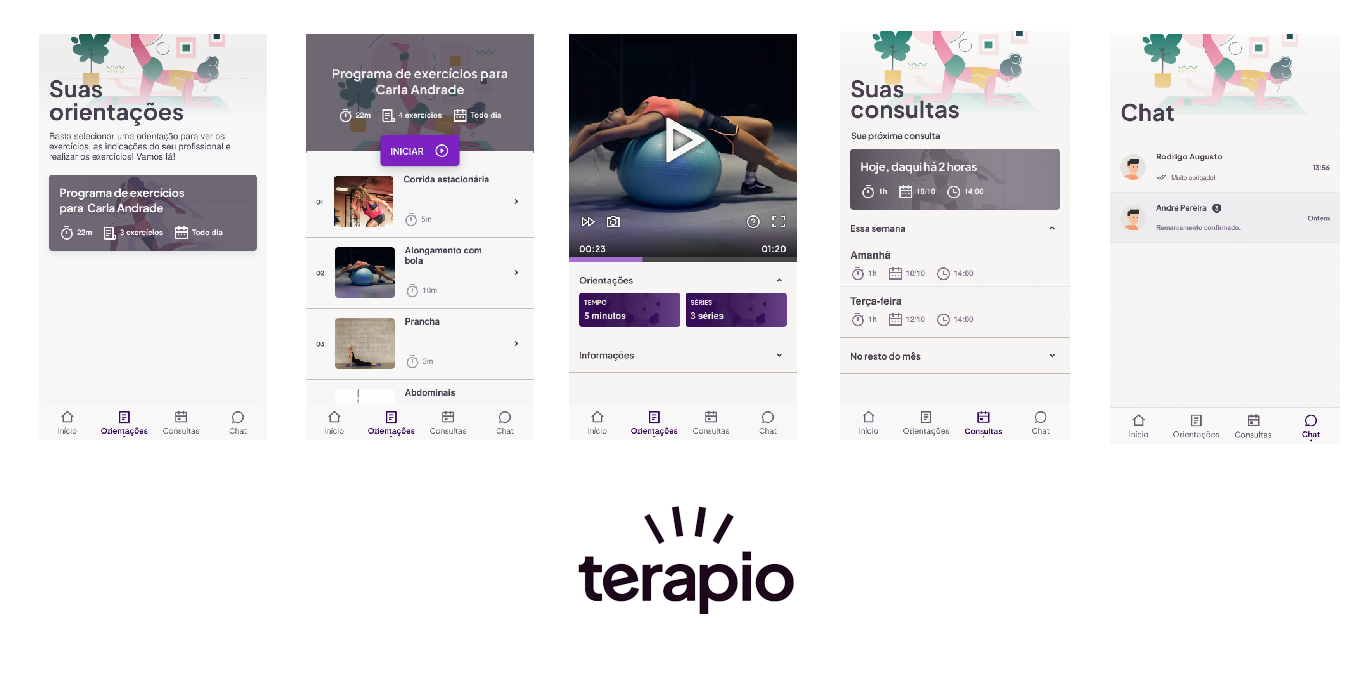 Suas
orientações
Basta selecionar uma orientação para ver os
exercícios, as indicações do seu profissional e
realizar os exercícios! Vamos lá!
Programa de exercícios
para Carla Andrade
22m 3 exercícios Todo dia
Início Orientações Consultas Chat
Programa de exercícios para
Carla Andrade
22m 4 exercícios Todo dia
INICIAR
01 Corrida estacionária
5m
02 Alongamento com
bola
10m
03 Prancha
2m
Abdominais
Início Orientações Consultas Chat
00:23 01:20
Orientações
TEMPO
5 minutos
SÉRIES
3 séries
Informações
Início Orientações Consultas Chat
Suas
consultas
Sua próxima consulta
Hoje, daqui há 2 horas
1h 10/10 14:00
Essa semana
Amanhã
1h 10/10 14:00
Terça-feira
1h 12/10 14:00
No resto do mês
Início Orientações Consultas Chat
Chat
Rodrigo Augusto
Muito obrigado!
13:56
André Pereira 2
Remarcamento confirmado.
Ontem
Início Orientações Consultas Chat
terapio